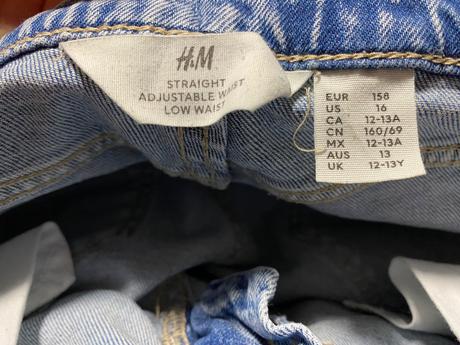 H&M
STRAIGHT
ADJUSTABLE WAIST
LOW WAIST
EUR 158
US 16
CA 12-13A
CN 160/69
MX 12-13A
AUS 13
UK 12-13Y